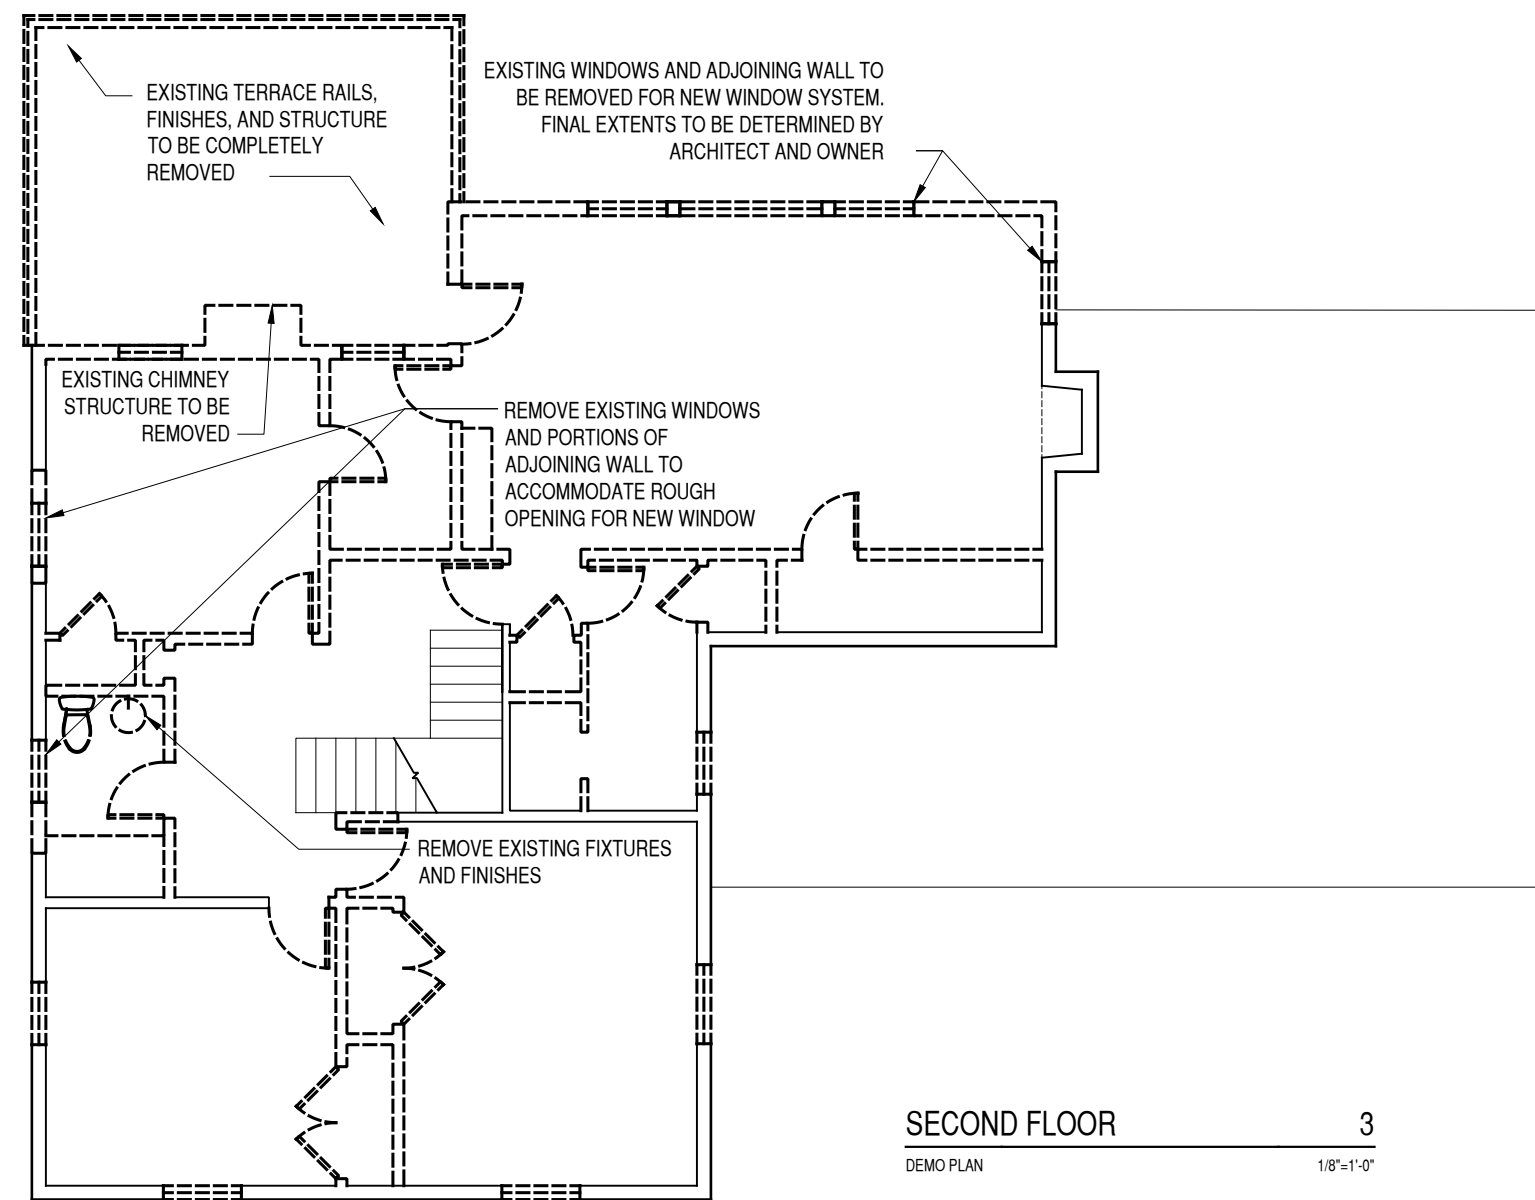 EXISTING TERRACE RAILS,
FINISHES, AND STRUCTURE
TO BE COMPLETELY
REMOVED
EXISTING WINDOWS AND ADJOINING WALL TO
BE REMOVED FOR NEW WINDOW SYSTEM.
FINAL EXTENTS TO BE DETERMINED BY
ARCHITECT AND OWNER
EXISTING CHIMNEY
STRUCTURE TO BE
REMOVED
REMOVE EXISTING WINDOWS
AND PORTIONS OF
ADJOINING WALL TO
ACCOMMODATE ROUGH
OPENING FOR NEW WINDOW
REMOVE EXISTING FIXTURES
AND FINISHES
SECOND FLOOR 3
DEMO PLAN 1/8"=1'-0"